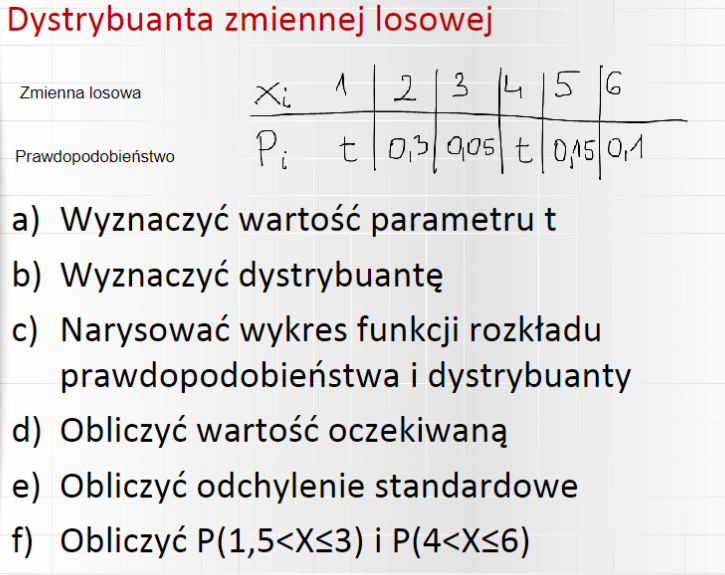 Dystrybuanta zmiennej losowej
Zmienna losowa xi 1 2 3 4 5 6
Prawdopodobieństwo Pi t 0,3 0,05 t 0,15 0,1
a) Wyznaczyć wartość parametru t
b) Wyznaczyć dystrybuantę
c) Narysować wykres funkcji rozkładu
prawdopodobieństwa i dystrybuanty
d) Obliczyć wartość oczekiwaną
e) Obliczyć odchylenie standardowe
f) Obliczyć P(1,5<X≤3) i P(4<X≤6)